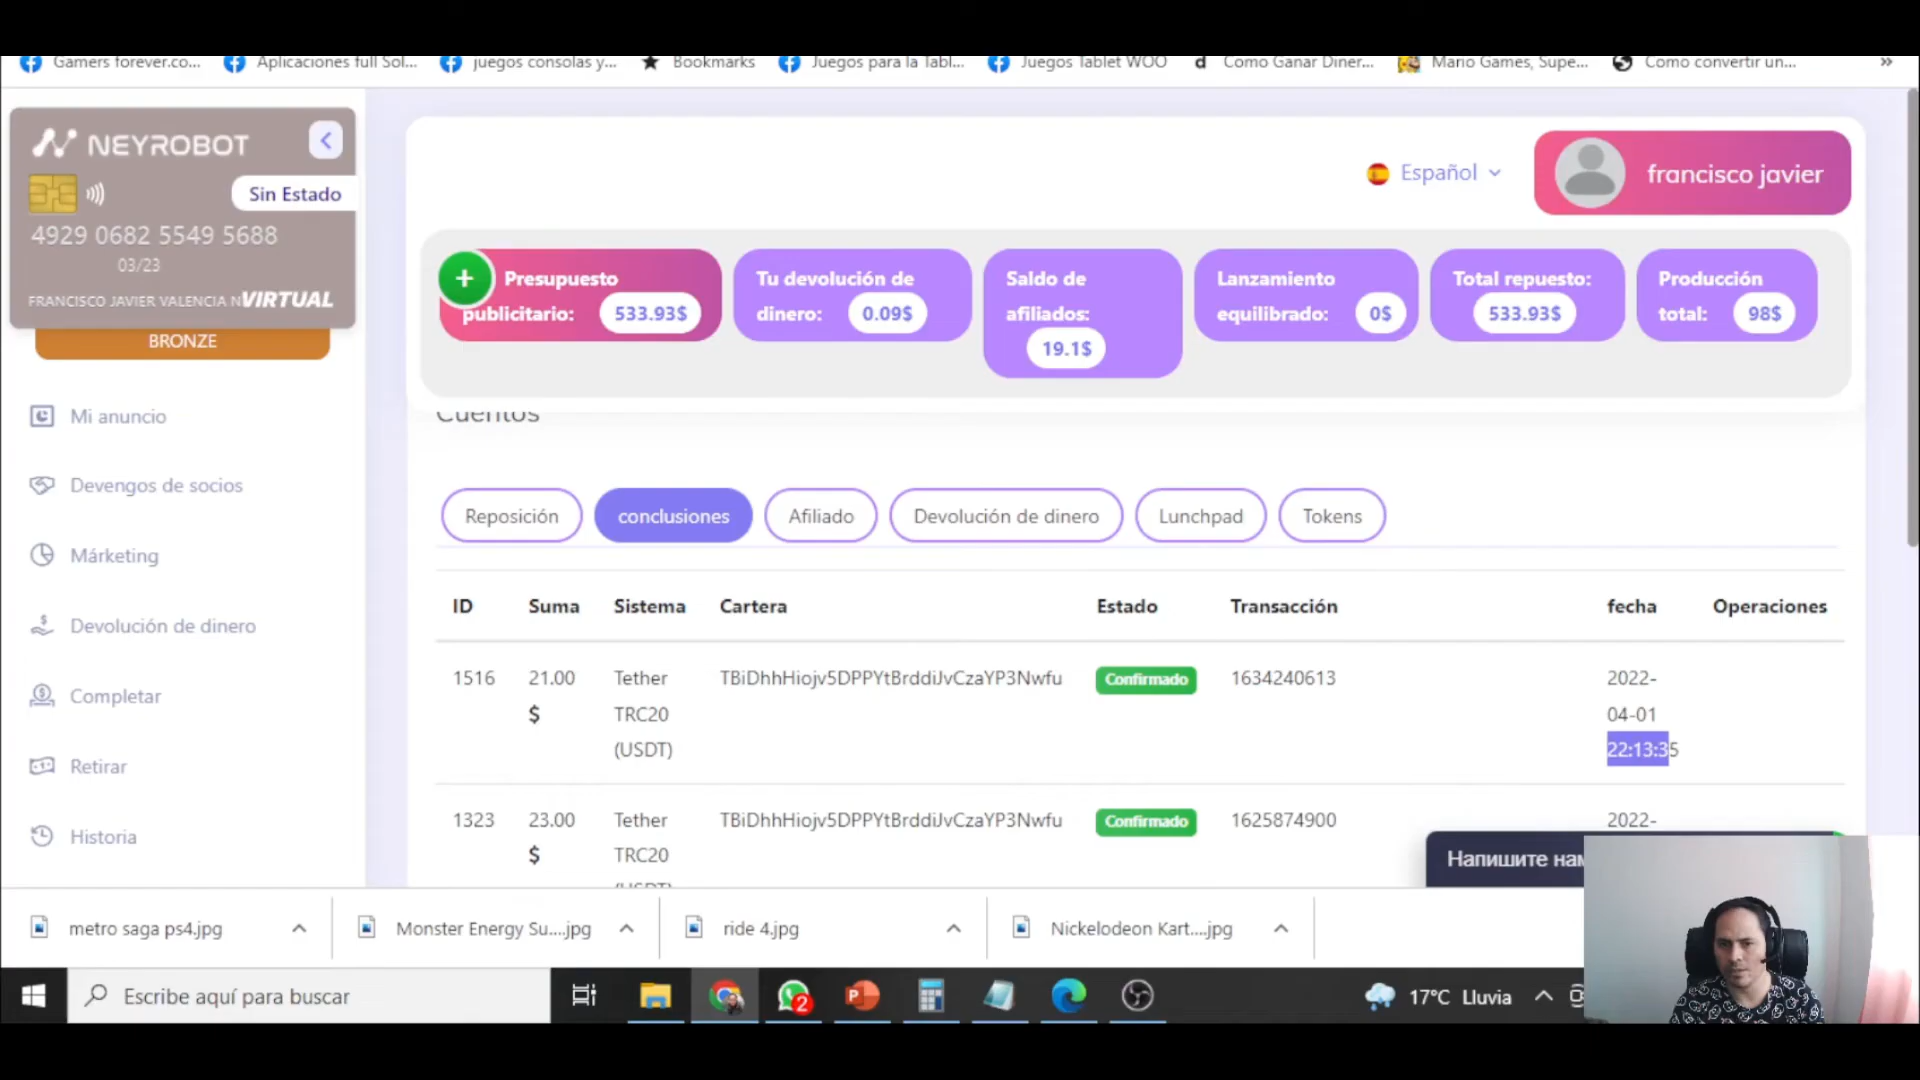 Gamers forever.co... Aplicaciones full Sol... juegos consolas y... Bookmarks Juegos para la Tabl... Juegos Tablet WOO Como Ganar Diner... Mario Games, Supe... Como convertir un... »
NEYROBOT
Sin Estado
4929 0682 5549 5688
03/23
FRANCISCO JAVIER VALENCIA N VIRTUAL
BRONZE
Mi anuncio
Devengos de socios
Márketing
Devolución de dinero
Completar
Retirar
Historia
Español
francisco javier
+ Presupuesto
publicitario: 533.93$
Tu devolución de
dinero: 0.09$
Saldo de
afiliados:
19.1$
Lanzamiento
equilibrado: 0$
Total repuesto:
533.93$
Producción
total: 98$
Cuentos
Reposición conclusiones Afiliado Devolución de dinero Lunchpad Tokens
ID Suma Sistema Cartera Estado Transacción fecha Operaciones
1516 21.00 Tether TBiDhhHiojv5DPPYtBrddiJvCzaYP3Nwfu Confirmado 1634240613 2022-
$ TRC20 04-01
(USDT) 22:13:35
1323 23.00 Tether TBiDhhHiojv5DPPYtBrddiJvCzaYP3Nwfu Confirmado 1625874900 2022-
$ TRC20
(USDT)
Напишите нам
metro saga ps4.jpg Monster Energy Su....jpg ride 4.jpg Nickelodeon Kart....jpg
Escribe aquí para buscar
2
17°C Lluvia